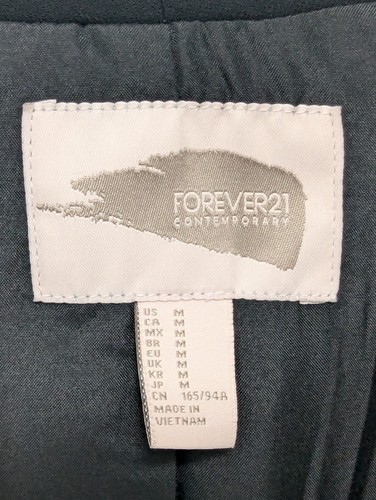 FOREVER21
CONTEMPORARY
US M
CA M
MX M
BR M
EU M
UK M
KR M
JP M
CN 165/94A
MADE IN
VIETNAM